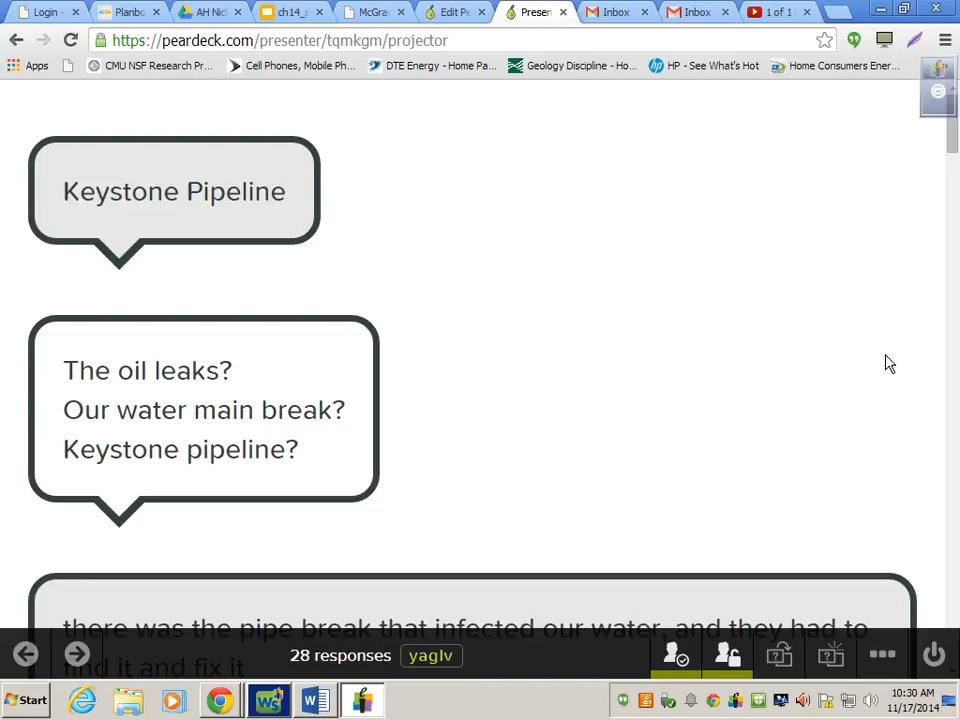 Login
Planbo
AH Nic
ch14_
McGra
Edit Pe
Presen
Inbox
Inbox
1 of 1
https://peardeck.com/presenter/tqmkgm/projector
Apps
CMU NSF Research Pr...
Cell Phones, Mobile Ph...
DTE Energy - Home Pa...
Geology Discipline - Ho...
HP - See What's Hot
Home Consumers Ener...
Keystone Pipeline
The oil leaks?
Our water main break?
Keystone pipeline?
there was the pipe break that infected our water, and they had to
find it and fix it
28 responses yaglv
Start
10:30 AM
11/17/2014